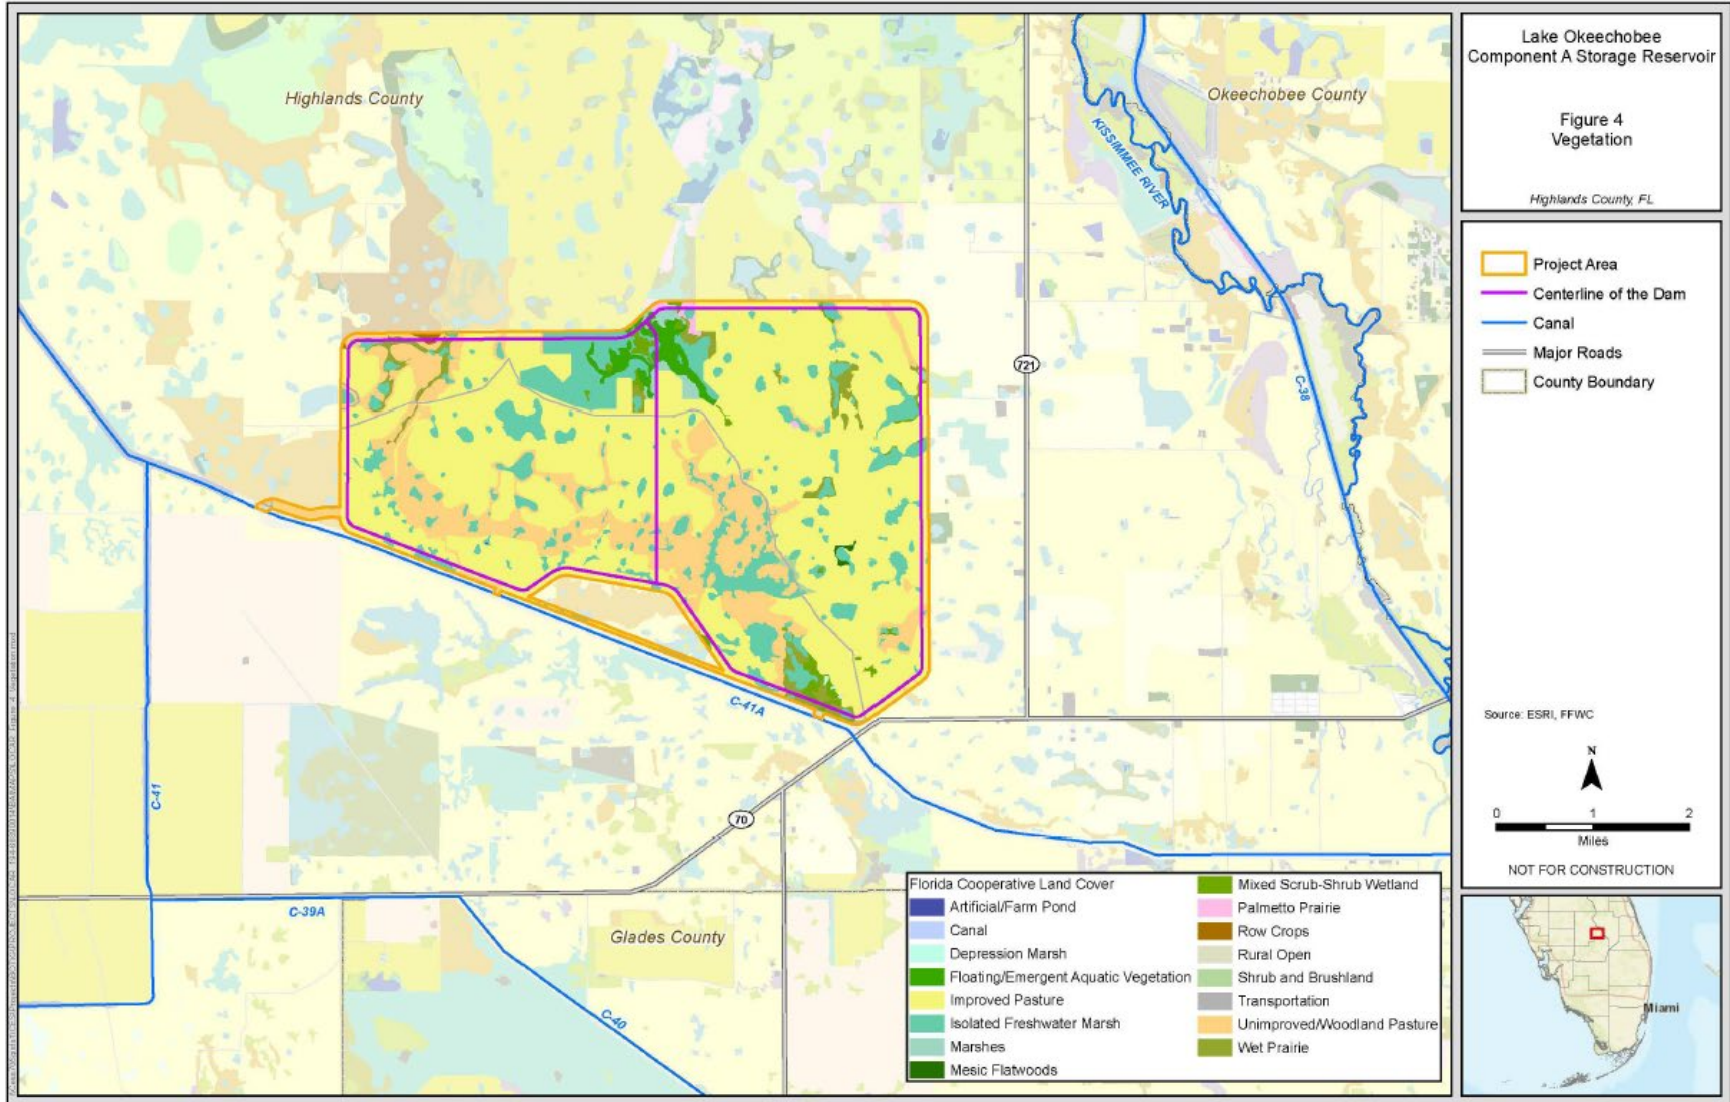 Highlands County
Okeechobee County
KISSIMMEE RIVER
721
C-38
C-41A
C-41
70
C-39A
Glades County
C-40
Florida Cooperative Land Cover
Artificial/Farm Pond
Canal
Depression Marsh
Floating/Emergent Aquatic Vegetation
Improved Pasture
Isolated Freshwater Marsh
Marshes
Mesic Flatwoods
Mixed Scrub-Shrub Wetland
Palmetto Prairie
Row Crops
Rural Open
Shrub and Brushland
Transportation
Unimproved/Woodland Pasture
Wet Prairie
Lake Okeechobee
Component A Storage Reservoir
Figure 4
Vegetation
Highlands County, FL
Project Area
Centerline of the Dam
Canal
Major Roads
County Boundary
Source: ESRI, FFWC
N
0 1 2
Miles
NOT FOR CONSTRUCTION
Miami